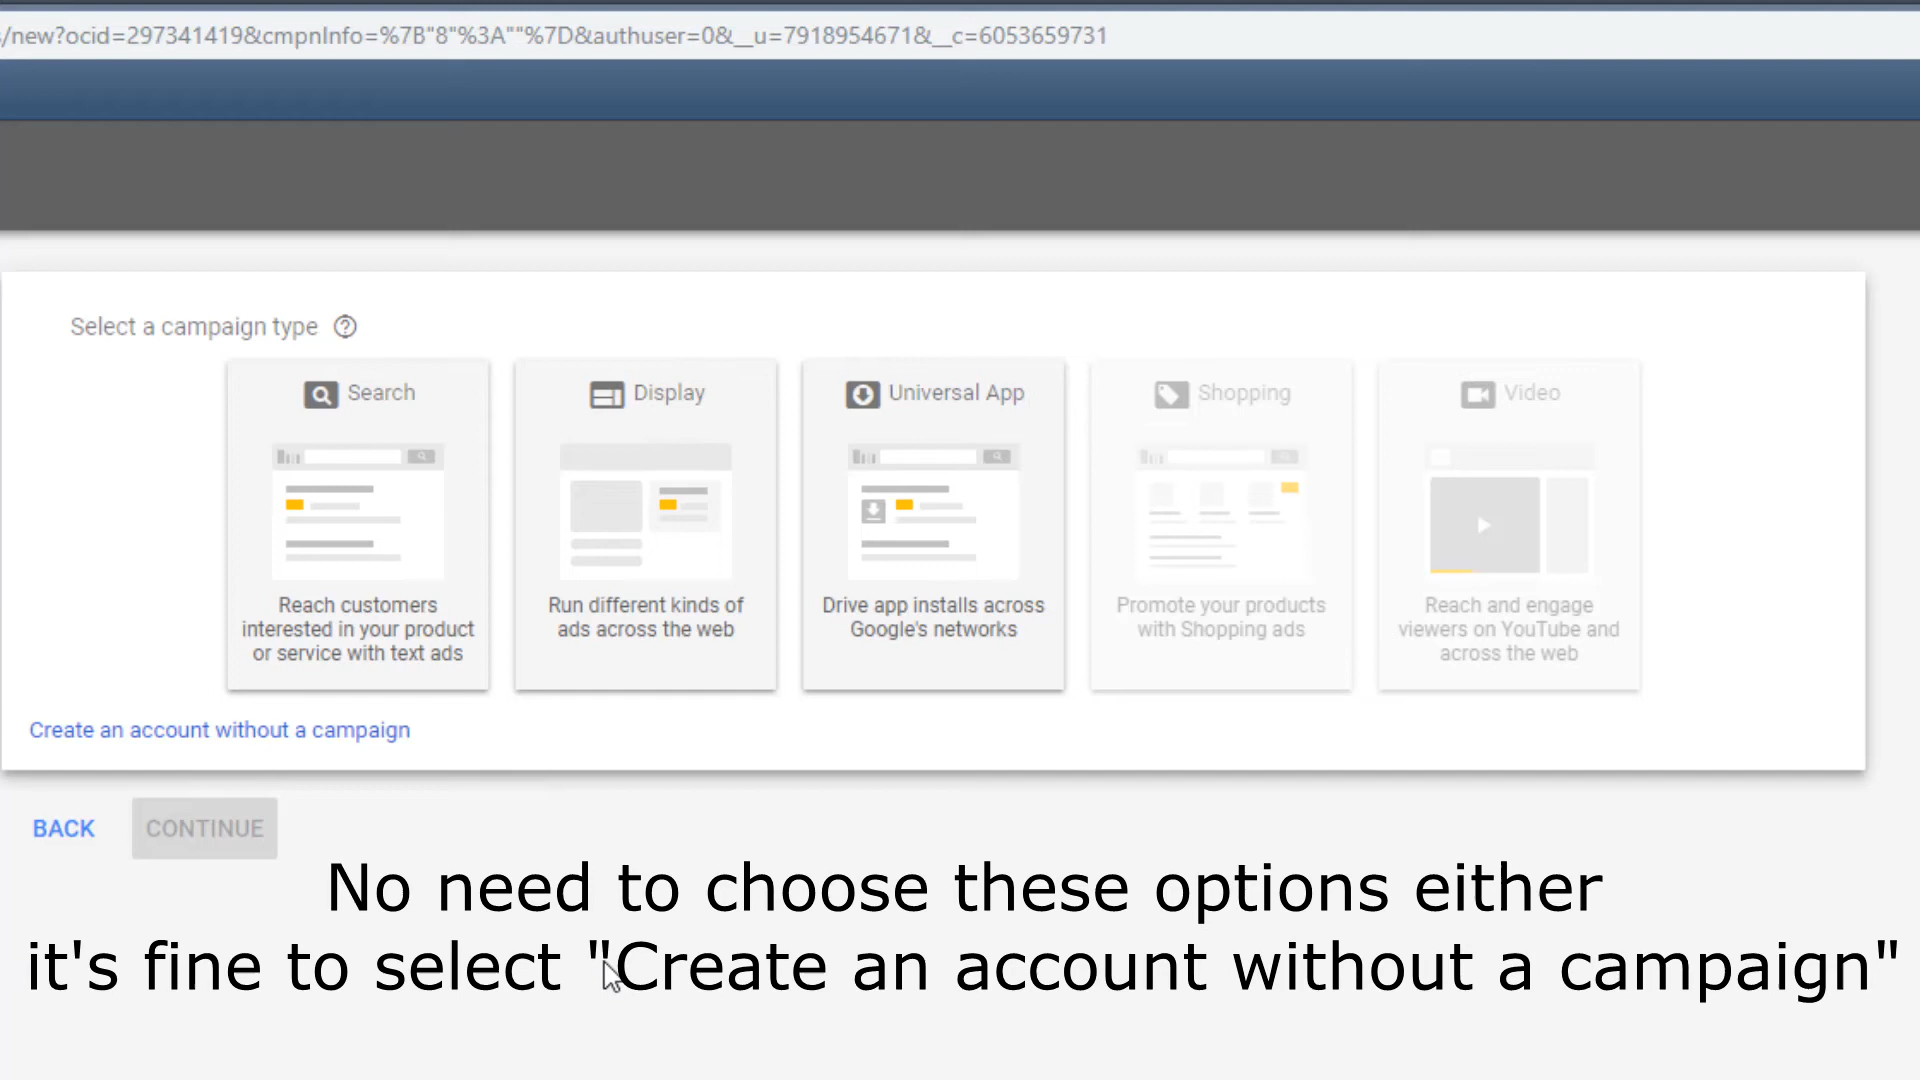 /new?ocid=297341419&cmpnInfo=%7B"8"%3A""%7D&authuser=0&__u=7918954671&__c=6053659731
Select a campaign type
Search
Reach customers
interested in your product
or service with text ads
Display
Run different kinds of
ads across the web
Universal App
Drive app installs across
Google's networks
Shopping
Promote your products
with Shopping ads
Video
Reach and engage
viewers on YouTube and
across the web
Create an account without a campaign
BACK
CONTINUE
No need to choose these options either
it's fine to select "Create an account without a campaign"